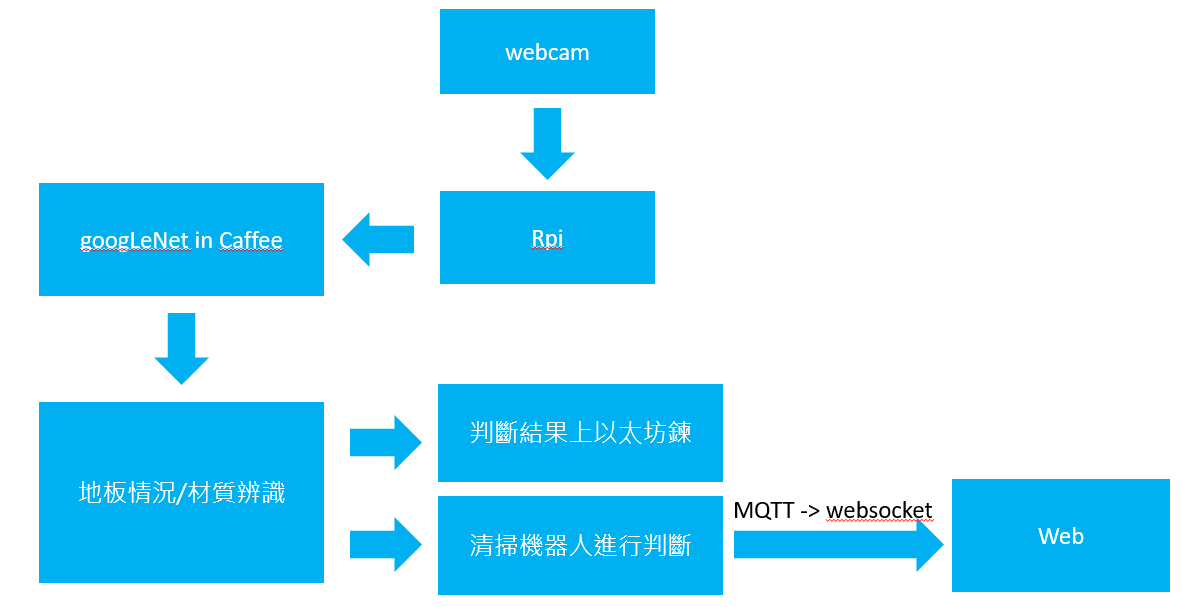 webcam
Rpi
googLeNet in Caffee
地板情況/材質辨識
判斷結果上以太坊鍊
清掃機器人進行判斷
MQTT -> websocket
Web